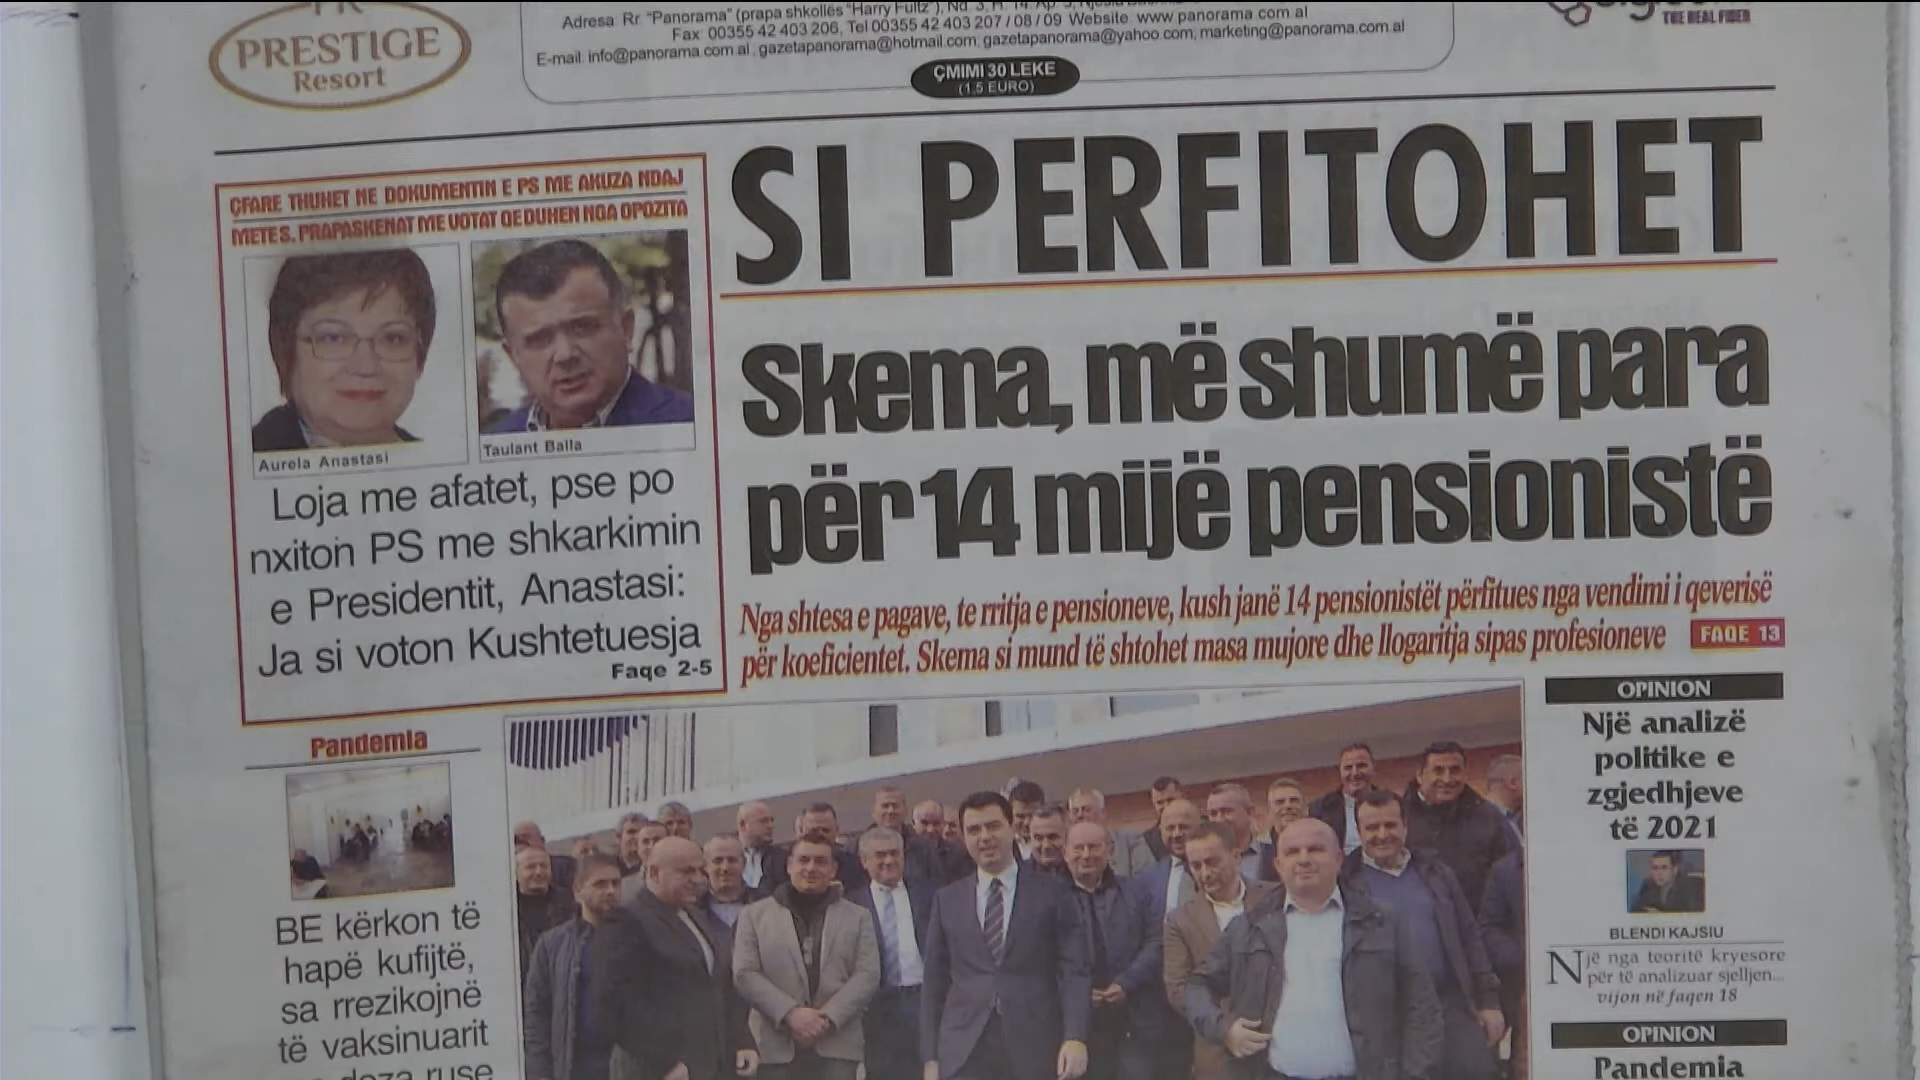 PRESTIGE
Resort
Adresa: Rr. "Panorama" (prapa shkollës "Harry Fultz"), Nd. 3, H. 14, Ap. 3,
Fax: 00355 42 403 206, Tel 00355 42 403 207 / 08 / 09 Website: www.panorama.com.al
E-mail: info@panorama.com.al , gazetapanorama@hotmail.com, gazetapanorama@yahoo.com, marketing@panorama.com.al
THE REAL FIBER
ÇMIMI 30 LEKE
(1.5 EURO)
ÇFARE THUHET NE DOKUMENTIN E PS ME AKUZA NDAJ
METES. PRAPASKENAT ME VOTAT QE DUHEN NGA OPOZITA
Aurela Anastasi
Taulant Balla
Loja me afatet, pse po
nxiton PS me shkarkimin
e Presidentit, Anastasi:
Ja si voton Kushtetuesja
Faqe 2-5
SI PERFITOHET
Skema, më shumë para
për 14 mijë pensionistë
Nga shtesa e pagave, te rritja e pensioneve, kush janë 14 pensionistët përfitues nga vendimi i qeverisë
për koeficientet. Skema si mund të shtohet masa mujore dhe llogaritja sipas profesioneve
FAQE 13
Pandemia
BE kërkon të
hapë kufijtë,
sa rrezikojnë
të vaksinuarit
doza ruse
OPINION
Një analizë
politike e
zgjedhjeve
të 2021
BLENDI KAJSIU
Një nga teoritë kryesore
për të analizuar sjelljen...
vijon në faqen 18
OPINION
Pandemia